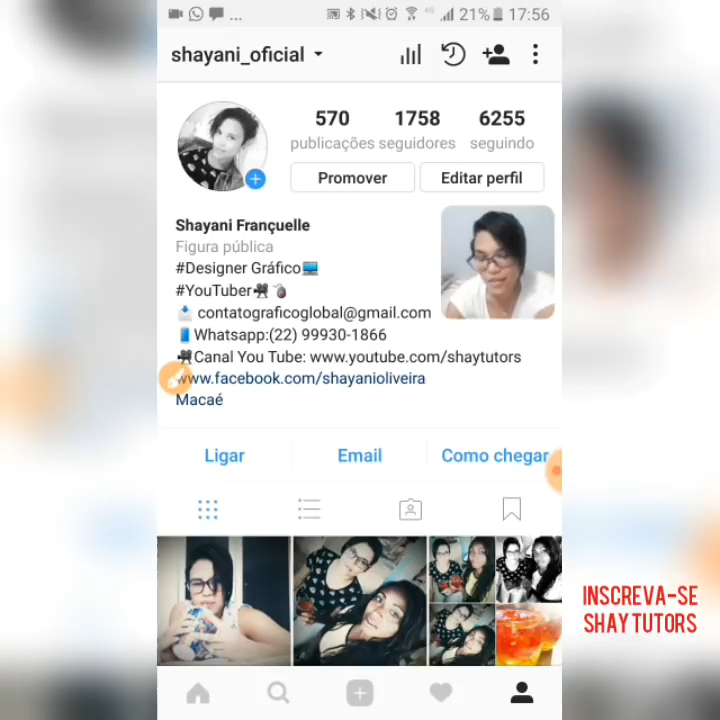 ... 4G 21% 17:56
shayani_oficial
570 1758 6255
publicações seguidores seguindo
Promover Editar perfil
Shayani Françuelle
Figura pública
#Designer Gráfico
#YouTuber
contatograficoglobal@gmail.com
Whatsapp:(22) 99930-1866
Canal You Tube: www.youtube.com/shaytutors
www.facebook.com/shayanioliveira
Macaé
Ligar Email Como chegar
INSCREVA-SE
SHAYTUTORS